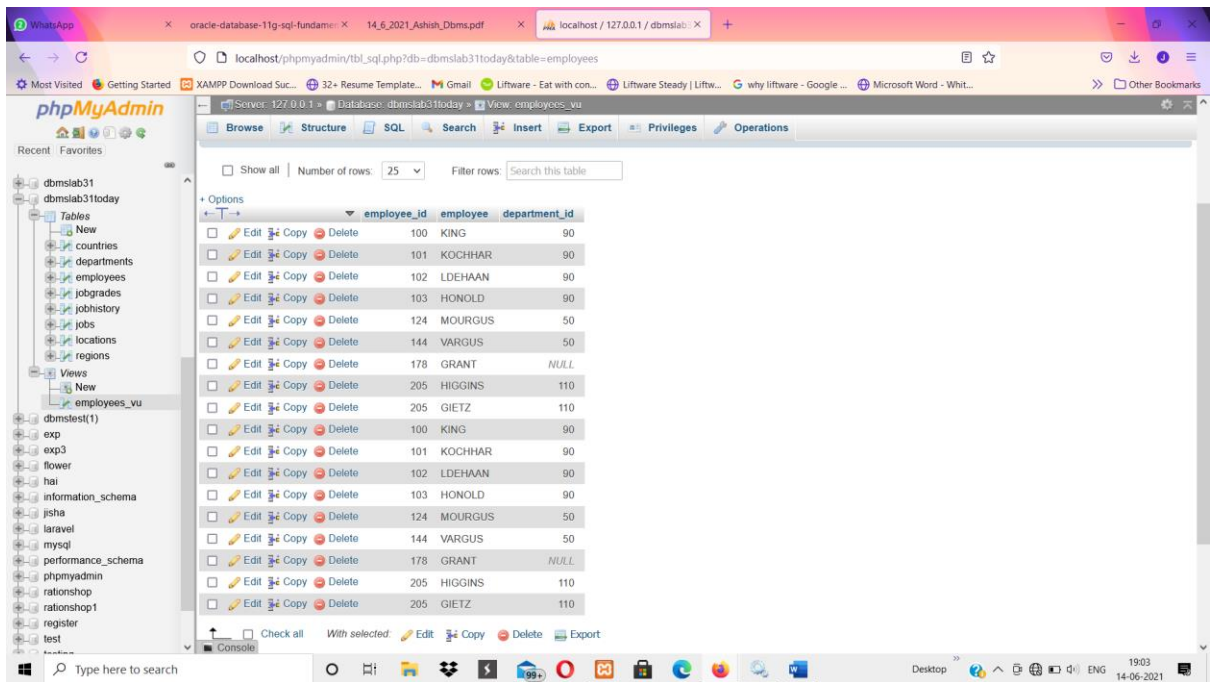 WhatsApp × oracle-database-11g-sql-fundamen × 14_6_2021_Ashish_Dbms.pdf × localhost / 127.0.0.1 / dbmslab3 × +
localhost/phpmyadmin/tbl_sql.php?db=dbmslab31today&table=employees
Most Visited Getting Started XAMPP Download Suc... 32+ Resume Template... Gmail Liftware - Eat with con... Liftware Steady | Liftw... why liftware - Google ... Microsoft Word - Whit... Other Bookmarks
phpMyAdmin
Recent Favorites
dbmslab31
dbmslab31today
Tables
New
countries
departments
employees
jobgrades
jobhistory
jobs
locations
regions
Views
New
employees_vu
dbmstest(1)
exp
exp3
flower
hai
information_schema
jisha
laravel
mysql
performance_schema
phpmyadmin
rationshop
rationshop1
register
test
Server: 127.0.0.1 » Database: dbmslab31today » View: employees_vu
Browse Structure SQL Search Insert Export Privileges Operations
Show all | Number of rows: 25 Filter rows: Search this table
+ Options
←T→ employee_id employee department_id
Edit Copy Delete 100 KING 90
Edit Copy Delete 101 KOCHHAR 90
Edit Copy Delete 102 LDEHAAN 90
Edit Copy Delete 103 HONOLD 90
Edit Copy Delete 124 MOURGUS 50
Edit Copy Delete 144 VARGUS 50
Edit Copy Delete 178 GRANT NULL
Edit Copy Delete 205 HIGGINS 110
Edit Copy Delete 205 GIETZ 110
Edit Copy Delete 100 KING 90
Edit Copy Delete 101 KOCHHAR 90
Edit Copy Delete 102 LDEHAAN 90
Edit Copy Delete 103 HONOLD 90
Edit Copy Delete 124 MOURGUS 50
Edit Copy Delete 144 VARGUS 50
Edit Copy Delete 178 GRANT NULL
Edit Copy Delete 205 HIGGINS 110
Edit Copy Delete 205 GIETZ 110
Check all With selected: Edit Copy Delete Export
Console
Type here to search
99+
Desktop ENG 19:03
14-06-2021